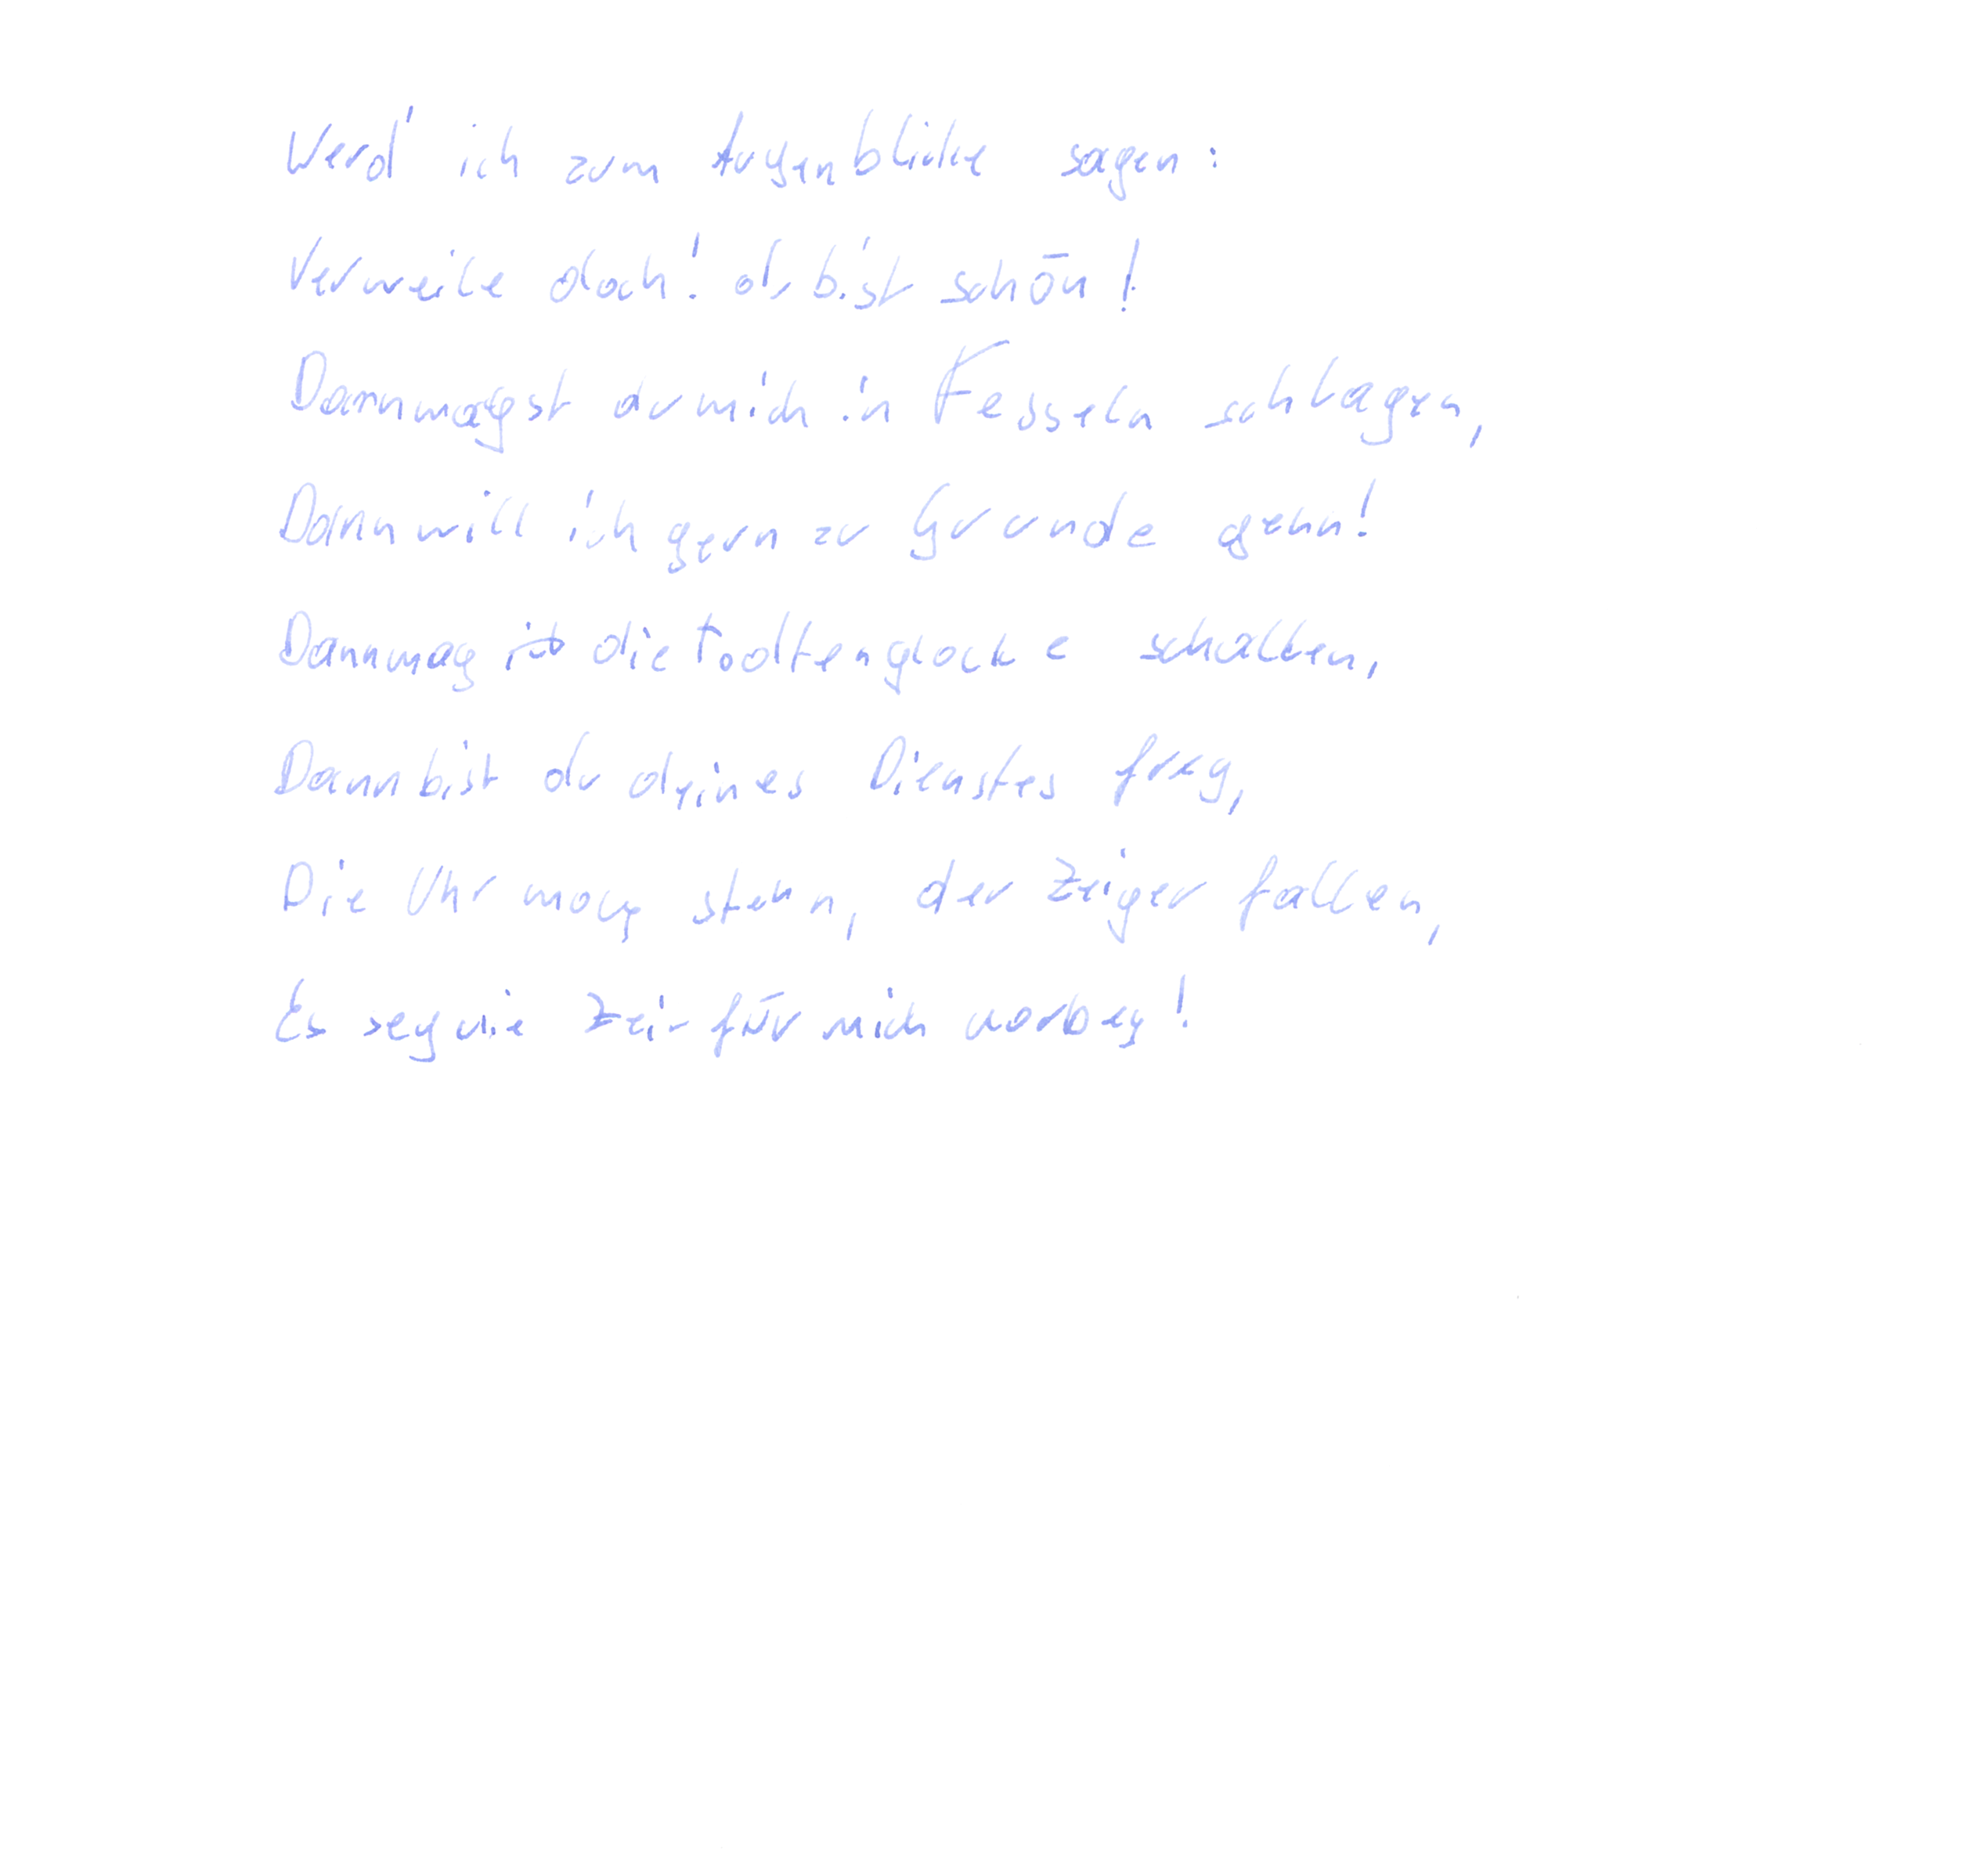 Werd' ich zum Augenblicke sagen:
Verweile doch! du bist schön!
Dann magst du mich in Fesseln schlagen,
Dann will ich gern zu Grunde gehn!
Dann mag die Todtenglocke schallen,
Dann bist du deines Dienstes frey,
Die Uhr mag stehn, der Zeiger fallen,
Es sey die Zeit für mich vorbey!